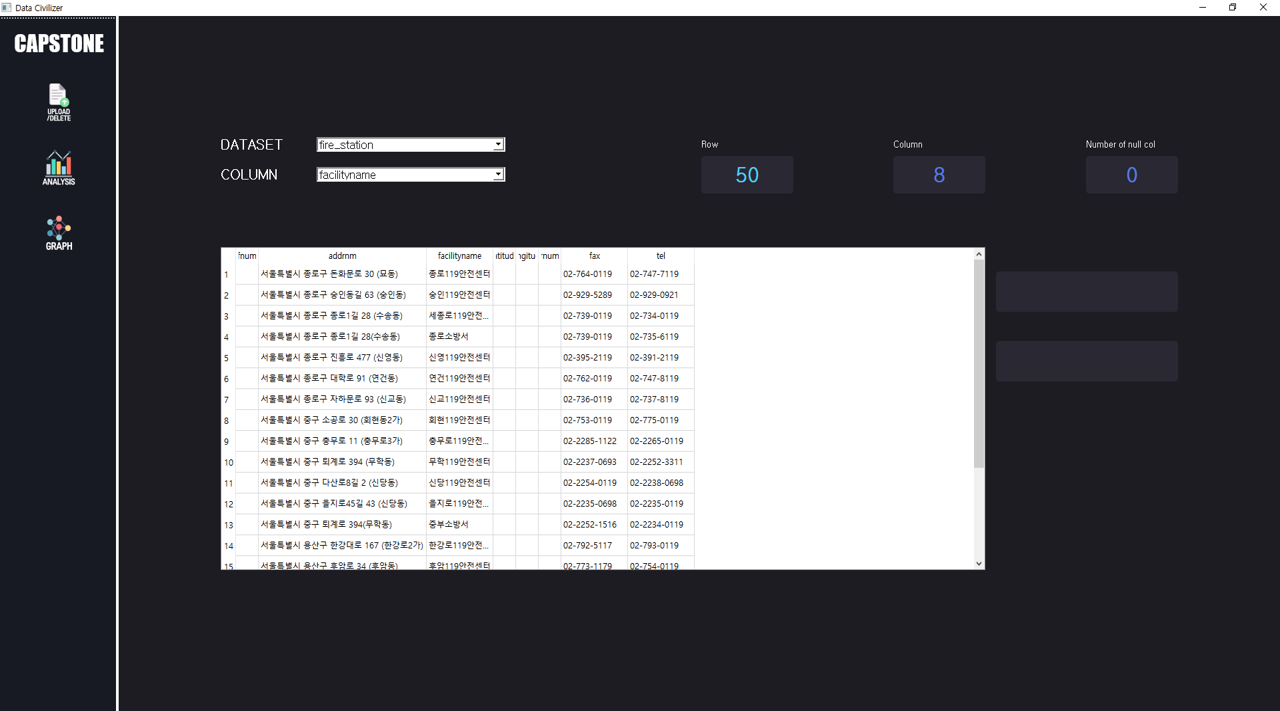 Data Civilizer
CAPSTONE
UPLOAD
/DELETE
ANALYSIS
GRAPH
DATASET fire_station
COLUMN facilityname
Row Column Number of null col
50 8 0
fnum addrnm facilityname ititud ngitu rnum fax tel
1 서울특별시 종로구 돈화문로 30 (묘동) 종로119안전센터 02-764-0119 02-747-7119
2 서울특별시 종로구 숭인동길 63 (숭인동) 숭인119안전센터 02-929-5289 02-929-0921
3 서울특별시 종로구 종로1길 28 (수송동) 세종로119안전... 02-739-0119 02-734-0119
4 서울특별시 종로구 종로1길 28(수송동) 종로소방서 02-739-0119 02-735-6119
5 서울특별시 종로구 진흥로 477 (신영동) 신영119안전센터 02-395-2119 02-391-2119
6 서울특별시 종로구 대학로 91 (연건동) 연건119안전센터 02-762-0119 02-747-8119
7 서울특별시 종로구 자하문로 93 (신교동) 신교119안전센터 02-736-0119 02-737-8119
8 서울특별시 중구 소공로 30 (회현동2가) 회현119안전센터 02-753-0119 02-775-0119
9 서울특별시 중구 충무로 11 (충무로3가) 충무로119안전... 02-2285-1122 02-2265-0119
10 서울특별시 중구 퇴계로 394 (무학동) 무학119안전센터 02-2237-0693 02-2252-3311
11 서울특별시 중구 다산로8길 2 (신당동) 신당119안전센터 02-2254-0119 02-2238-0698
12 서울특별시 중구 을지로45길 43 (신당동) 을지로119안전... 02-2235-0698 02-2235-0119
13 서울특별시 중구 퇴계로 394(무학동) 중부소방서 02-2252-1516 02-2234-0119
14 서울특별시 용산구 한강대로 167 (한강로2가) 한강로119안전... 02-792-5117 02-793-0119
15 서울특별시 용산구 후암로 34 (후암동) 후암119안전센터 02-773-1179 02-754-0119